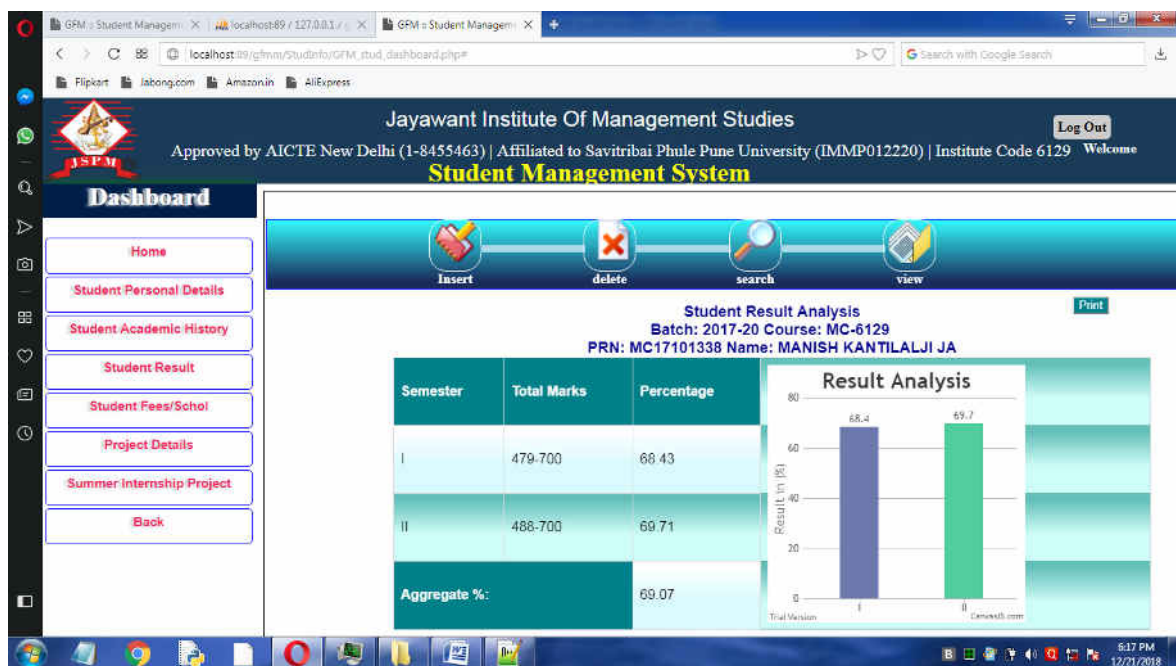 GFM :: Student Managem
localhost:89 / 127.0.0.1 /
GFM :: Student Managem
localhost:89/gfmm/StudInfo/GFM_stud_dashboard.php#
Search with Google Search
Flipkart
Jabong.com
Amazon.in
AliExpress
JSPM
Jayawant Institute Of Management Studies
Log Out
Approved by AICTE New Delhi (1-8455463) | Affiliated to Savitribai Phule Pune University (IMMP012220) | Institute Code 6129
Welcome
Student Management System
Dashboard
Home
Student Personal Details
Student Academic History
Student Result
Student Fees/Schol
Project Details
Summer Internship Project
Back
Insert
delete
search
view
Student Result Analysis
Print
Batch: 2017-20 Course: MC-6129
PRN: MC17101338 Name: MANISH KANTILALJI JA
Semester Total Marks Percentage
I 479-700 68.43
II 488-700 69.71
Aggregate %: 69.07
Result Analysis
80
68.4
69.7
60
Result in (%)
40
20
0
I
II
Trial Version
CanvasJS.com
6:17 PM
12/21/2018